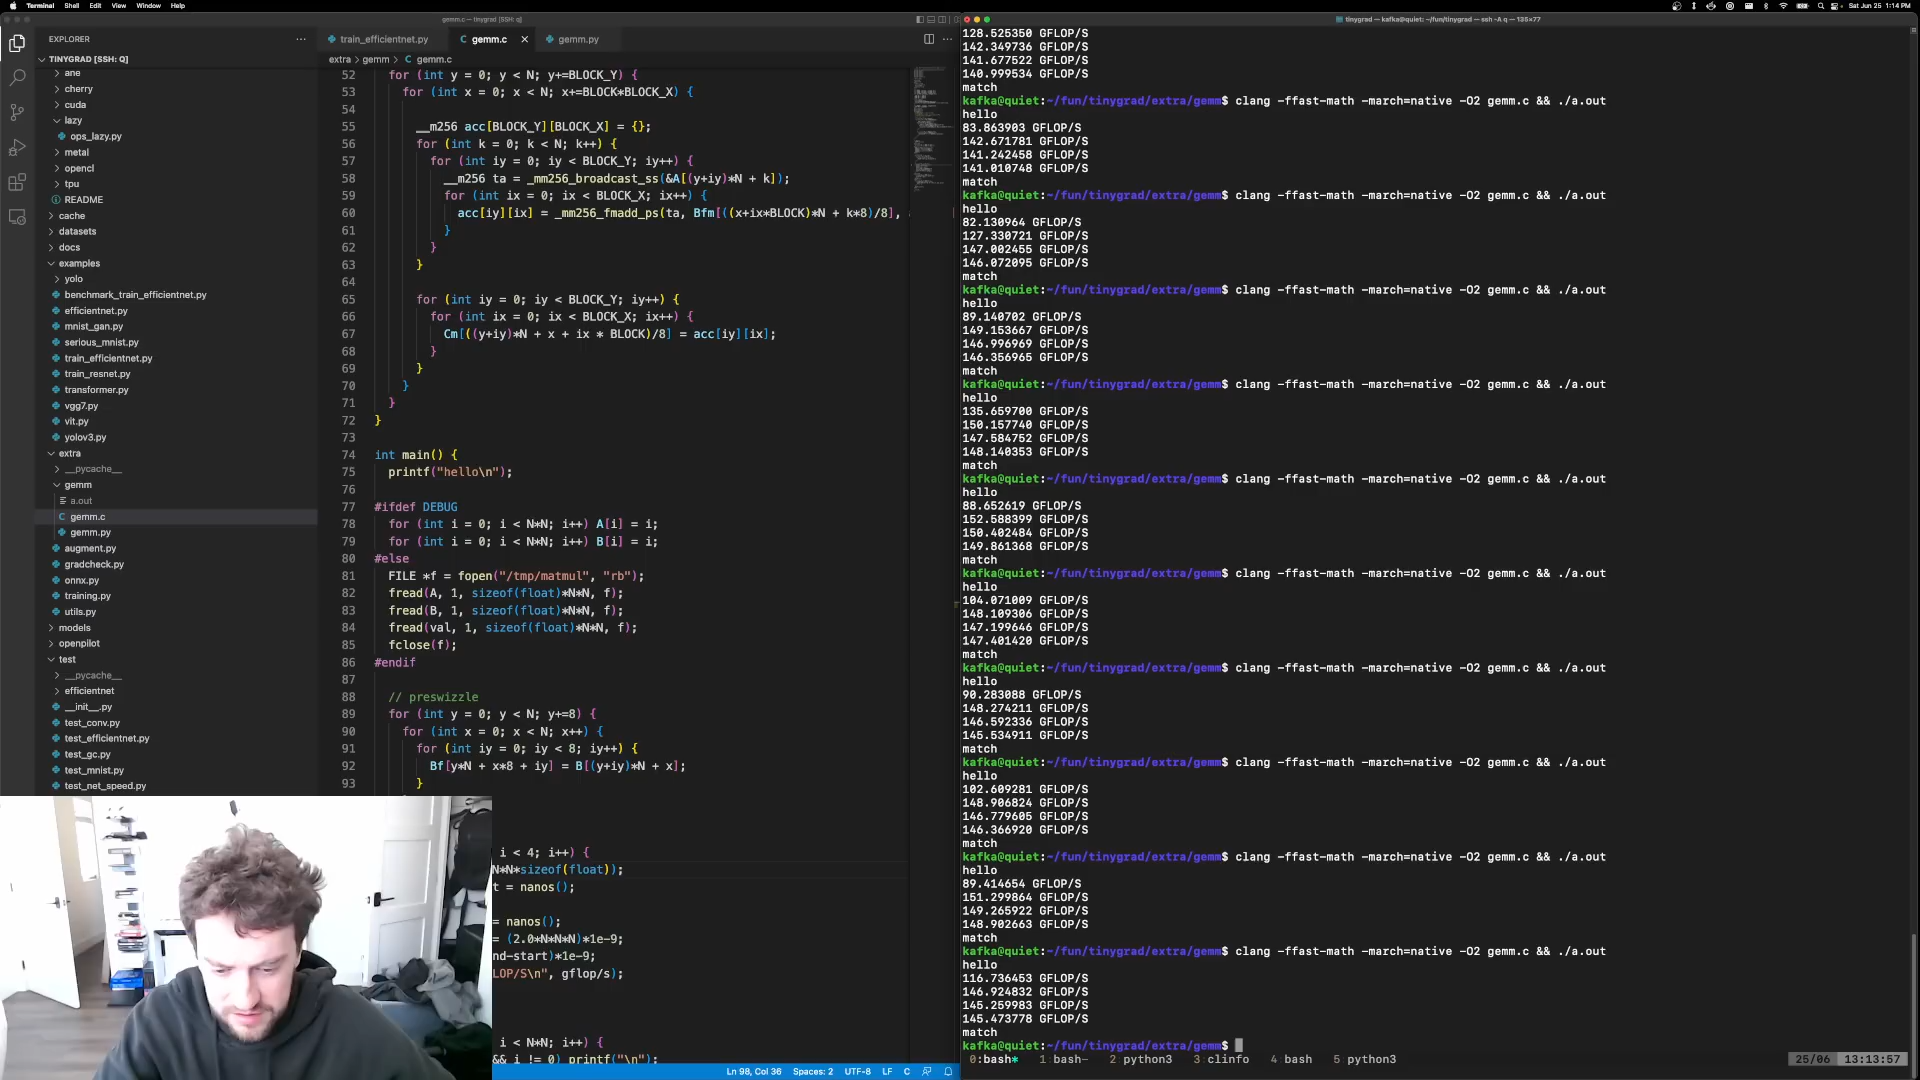 Terminal Shell Edit View Window Help
Sat Jun 25 1:14 PM
gemm.c — tinygrad [SSH: q]
tinygrad — kafka@quiet: ~/fun/tinygrad — ssh -A q — 135×77
EXPLORER
TINYGRAD [SSH: Q]
ane
cherry
cuda
lazy
ops_lazy.py
metal
opencl
tpu
README
cache
datasets
docs
examples
yolo
benchmark_train_efficientnet.py
efficientnet.py
mnist_gan.py
serious_mnist.py
train_efficientnet.py
train_resnet.py
transformer.py
vgg7.py
vit.py
yolov3.py
extra
__pycache__
gemm
a.out
gemm.c
gemm.py
augment.py
gradcheck.py
onnx.py
training.py
utils.py
models
openpilot
test
__pycache__
efficientnet
__init__.py
test_conv.py
test_efficientnet.py
test_gc.py
test_mnist.py
test_net_speed.py
train_efficientnet.py
gemm.c
gemm.py
extra > gemm > gemm.c
52 for (int y = 0; y < N; y+=BLOCK_Y) {
53 for (int x = 0; x < N; x+=BLOCK*BLOCK_X) {
54
55 __m256 acc[BLOCK_Y][BLOCK_X] = {};
56 for (int k = 0; k < N; k++) {
57 for (int iy = 0; iy < BLOCK_Y; iy++) {
58 __m256 ta = _mm256_broadcast_ss(&A[(y+iy)*N + k]);
59 for (int ix = 0; ix < BLOCK_X; ix++) {
60 acc[iy][ix] = _mm256_fmadd_ps(ta, Bfm[((x+ix*BLOCK)*N + k*8)/8],
61 }
62 }
63 }
64
65 for (int iy = 0; iy < BLOCK_Y; iy++) {
66 for (int ix = 0; ix < BLOCK_X; ix++) {
67 Cm[((y+iy)*N + x + ix * BLOCK)/8] = acc[iy][ix];
68 }
69 }
70 }
71 }
72 }
73
74 int main() {
75 printf("hello\n");
76
77 #ifdef DEBUG
78 for (int i = 0; i < N*N; i++) A[i] = i;
79 for (int i = 0; i < N*N; i++) B[i] = i;
80 #else
81 FILE *f = fopen("/tmp/matmul", "rb");
82 fread(A, 1, sizeof(float)*N*N, f);
83 fread(B, 1, sizeof(float)*N*N, f);
84 fread(val, 1, sizeof(float)*N*N, f);
85 fclose(f);
86 #endif
87
88 // preswizzle
89 for (int y = 0; y < N; y+=8) {
90 for (int x = 0; x < N; x++) {
91 for (int iy = 0; iy < 8; iy++) {
92 Bf[y*N + x*8 + iy] = B[(y+iy)*N + x];
93 }
i < 4; i++) {
N*N*sizeof(float));
t = nanos();
= nanos();
= (2.0*N*N*N)*1e-9;
nd-start)*1e-9;
LOP/S\n", gflop/s);
i < N*N; i++) {
&& i != 0) printf("\n");
Ln 98, Col 36 Spaces: 2 UTF-8 LF C
128.525350 GFLOP/S
142.349736 GFLOP/S
141.677522 GFLOP/S
140.999534 GFLOP/S
match
kafka@quiet:~/fun/tinygrad/extra/gemm$ clang -ffast-math -march=native -O2 gemm.c && ./a.out
hello
83.863903 GFLOP/S
142.671781 GFLOP/S
141.242458 GFLOP/S
141.010748 GFLOP/S
match
kafka@quiet:~/fun/tinygrad/extra/gemm$ clang -ffast-math -march=native -O2 gemm.c && ./a.out
hello
82.130964 GFLOP/S
127.330721 GFLOP/S
147.002455 GFLOP/S
146.072095 GFLOP/S
match
kafka@quiet:~/fun/tinygrad/extra/gemm$ clang -ffast-math -march=native -O2 gemm.c && ./a.out
hello
89.140702 GFLOP/S
149.153667 GFLOP/S
146.996969 GFLOP/S
146.356965 GFLOP/S
match
kafka@quiet:~/fun/tinygrad/extra/gemm$ clang -ffast-math -march=native -O2 gemm.c && ./a.out
hello
135.659700 GFLOP/S
150.157740 GFLOP/S
147.584752 GFLOP/S
148.140353 GFLOP/S
match
kafka@quiet:~/fun/tinygrad/extra/gemm$ clang -ffast-math -march=native -O2 gemm.c && ./a.out
hello
88.652619 GFLOP/S
152.588399 GFLOP/S
150.402484 GFLOP/S
149.861368 GFLOP/S
match
kafka@quiet:~/fun/tinygrad/extra/gemm$ clang -ffast-math -march=native -O2 gemm.c && ./a.out
hello
104.071009 GFLOP/S
148.109306 GFLOP/S
147.199646 GFLOP/S
147.401420 GFLOP/S
match
kafka@quiet:~/fun/tinygrad/extra/gemm$ clang -ffast-math -march=native -O2 gemm.c && ./a.out
hello
90.283088 GFLOP/S
148.274211 GFLOP/S
146.592336 GFLOP/S
145.534911 GFLOP/S
match
kafka@quiet:~/fun/tinygrad/extra/gemm$ clang -ffast-math -march=native -O2 gemm.c && ./a.out
hello
102.609281 GFLOP/S
148.906824 GFLOP/S
146.779605 GFLOP/S
146.366920 GFLOP/S
match
kafka@quiet:~/fun/tinygrad/extra/gemm$ clang -ffast-math -march=native -O2 gemm.c && ./a.out
hello
89.414654 GFLOP/S
151.299864 GFLOP/S
149.265922 GFLOP/S
148.902663 GFLOP/S
match
kafka@quiet:~/fun/tinygrad/extra/gemm$ clang -ffast-math -march=native -O2 gemm.c && ./a.out
hello
116.736453 GFLOP/S
146.924832 GFLOP/S
145.259983 GFLOP/S
145.473778 GFLOP/S
match
kafka@quiet:~/fun/tinygrad/extra/gemm$
0:bash* 1:bash- 2 python3 3 clinfo 4 bash 5 python3
25/06 13:13:57